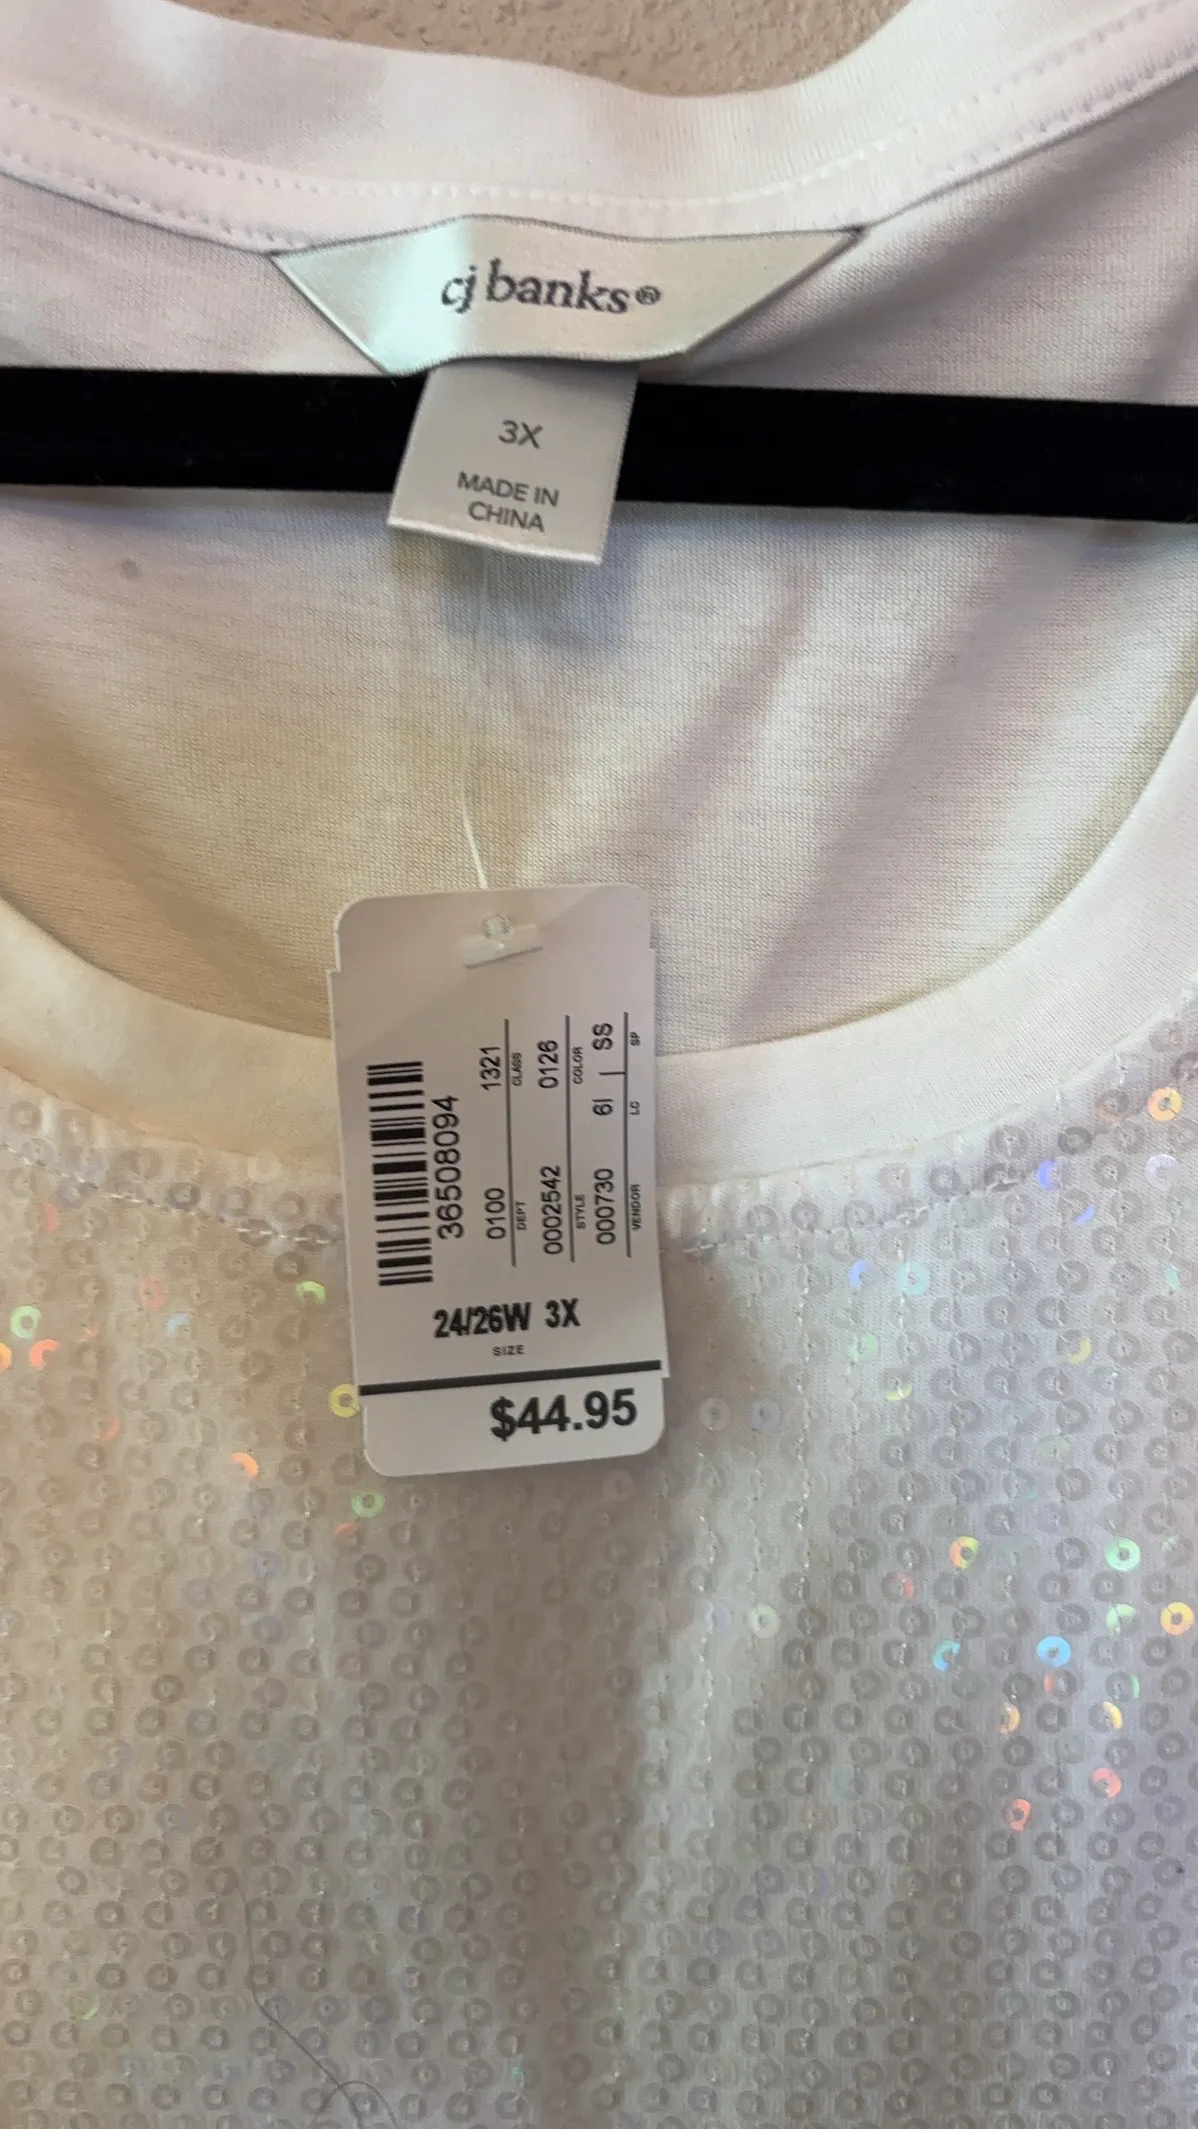 cj banks®
3X
MADE IN
CHINA
36508094
0100 1321
DEPT CLASS
0002542 0126
STYLE COLOR
000730 6I SS
VENDOR LC SP
24/26W 3X
SIZE
$44.95